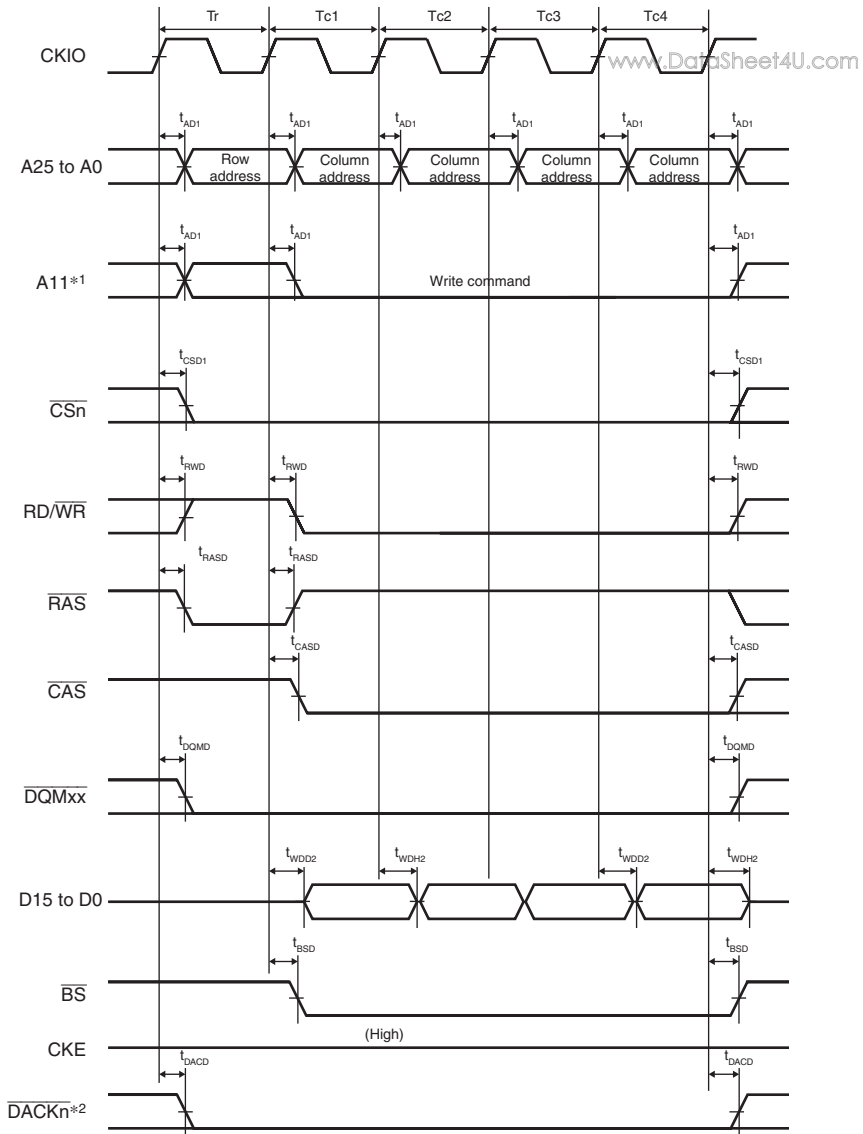 Tr Tc1 Tc2 Tc3 Tc4
CKIO
www.DataSheet4U.com
tAD1 tAD1 tAD1 tAD1 tAD1 tAD1
A25 to A0
Row address
Column address
Column address
Column address
Column address
tAD1 tAD1 tAD1
A11*1
Write command
tCSD1 tCSD1
CSn
tRWD tRWD tRWD
RD/WR
tRASD tRASD
RAS
tCASD tCASD
CAS
tDQMD tDQMD
DQMxx
tWDD2 tWDH2 tWDD2 tWDH2
D15 to D0
tBSD tBSD
BS
(High)
CKE
tDACD tDACD
DACKn*2